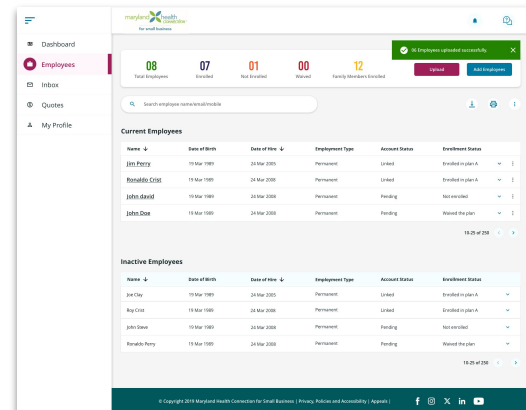 maryland health
connection
for small business
Dashboard
Employees
Inbox
Quotes
My Profile
06 Employees uploaded successfully.
08 07 01 00 12
Total Employees Enrolled Not Enrolled Waived Family Members Enrolled
Upload Add Employees
Search employee name/email/mobile
Current Employees
Name Date of Birth Date of Hire Employment Type Account Status Enrollment Status
Jim Perry 19 Mar 1989 24 Mar 2005 Permanent Linked Enrolled in plan A
Ronaldo Crist 19 Mar 1989 24 Mar 2008 Permanent Linked Enrolled in plan A
John david 19 Mar 1989 24 Mar 2008 Permanent Pending Not enrolled
John Doe 19 Mar 1989 24 Mar 2008 Permanent Pending Waived the plan
10-25 of 250
Inactive Employees
Name Date of Birth Date of Hire Employment Type Account Status Enrollment Status
Joe Clay 19 Mar 1989 24 Mar 2005 Permanent Linked Enrolled in plan A
Roy Crist 19 Mar 1989 24 Mar 2008 Permanent Linked Enrolled in plan A
John Steve 19 Mar 1989 24 Mar 2008 Permanent Pending Not enrolled
Ronaldo Perry 19 Mar 1989 24 Mar 2008 Permanent Pending Waived the plan
10-25 of 250
© Copyright 2019 Maryland Health Connection for Small Business | Privacy, Policies and Accessibility | Appeals |